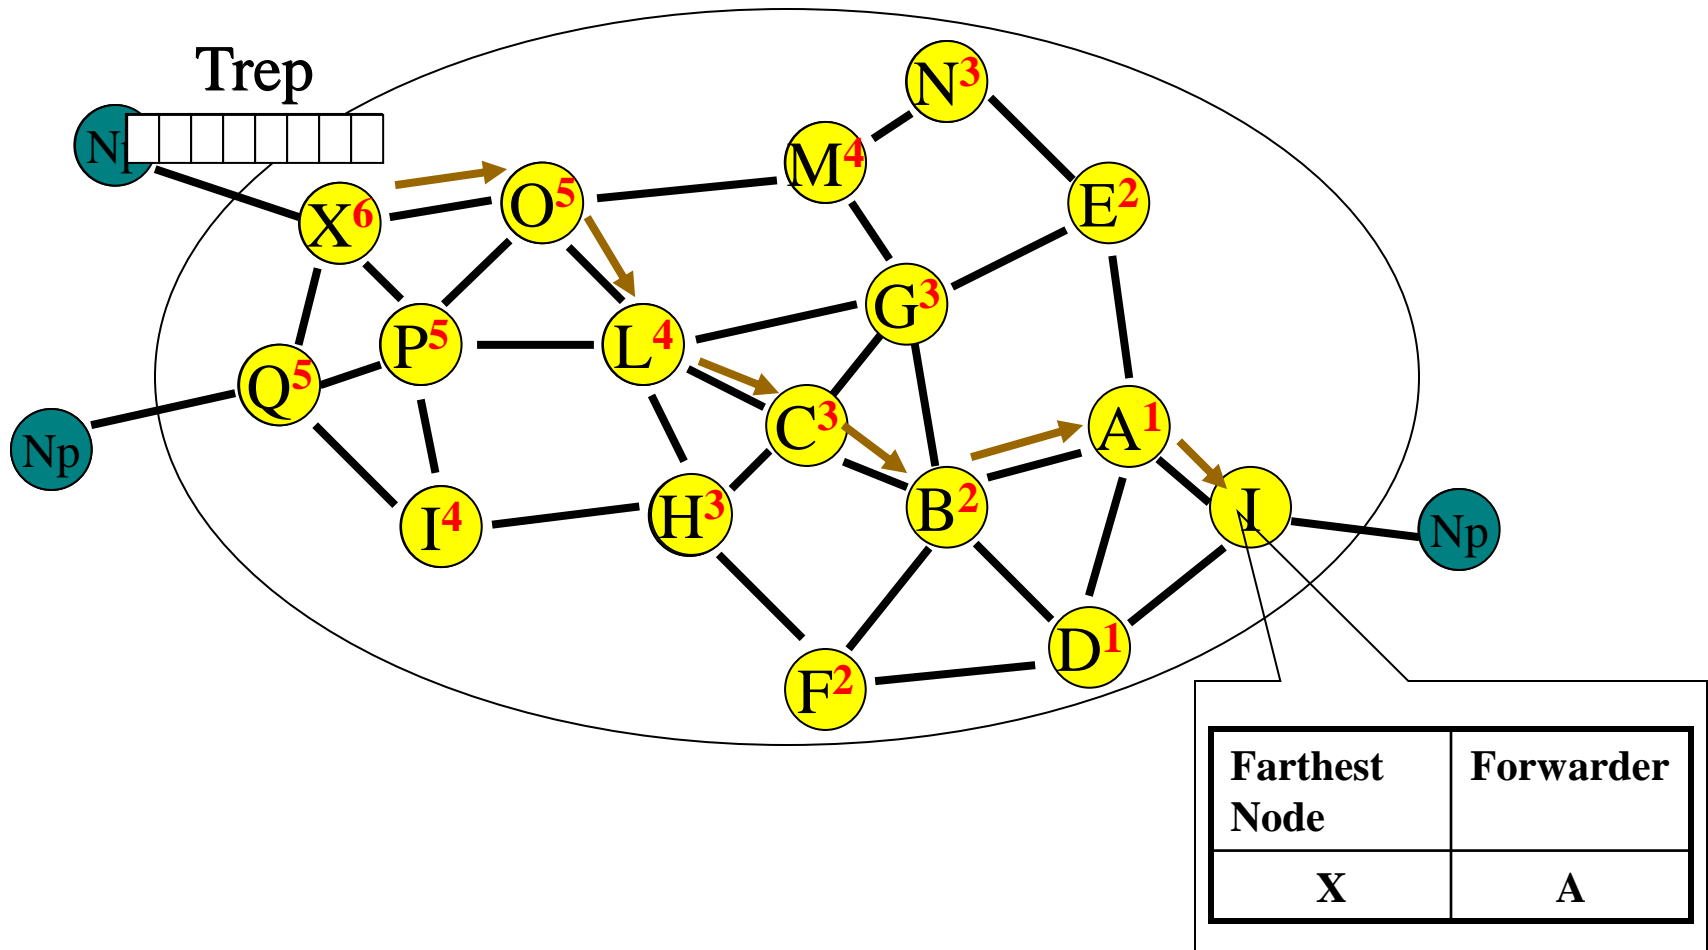 Trep
N3
Np
M4
O5
E2
X6
G3
P5
L4
Q5
C3
A1
Np
I4
H3
B2
I
Np
D1
F2
Farthest Forwarder
Node
X A